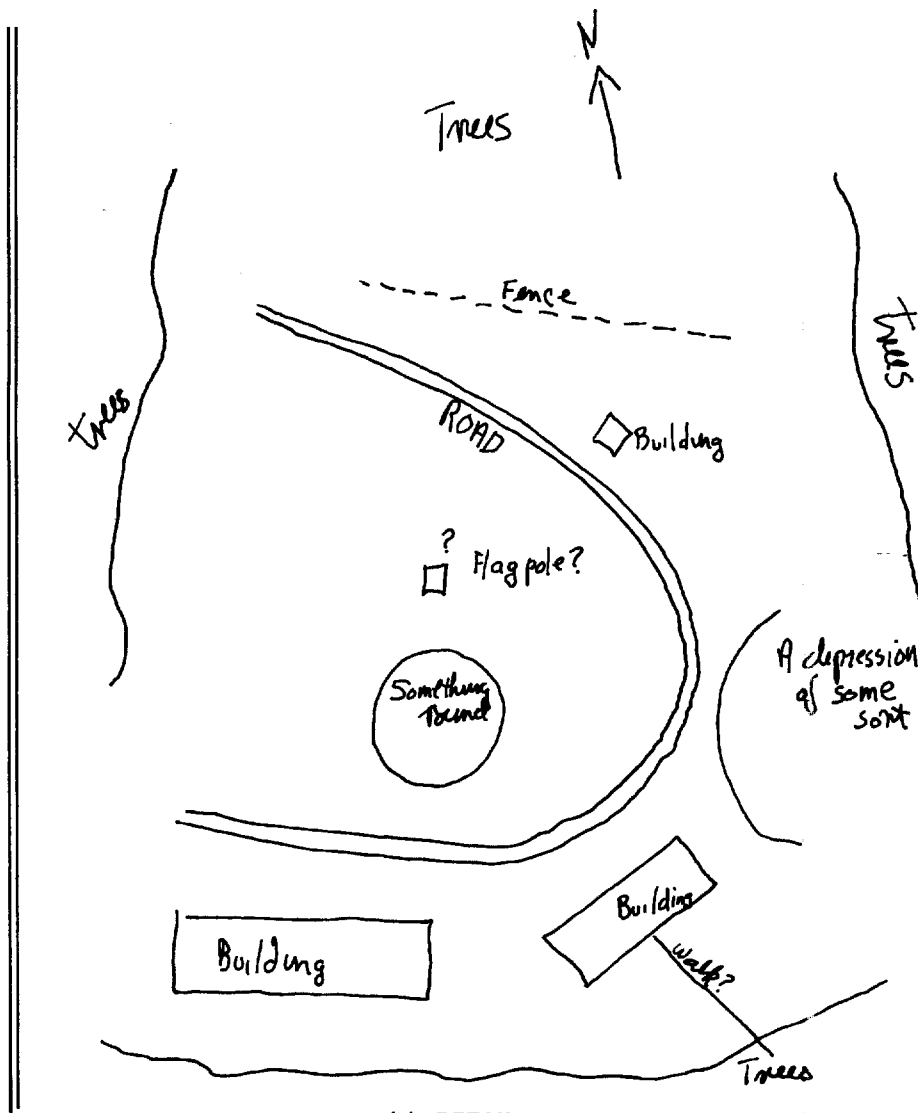 N
Trees
Fence
trees
trees
ROAD
Building
?
Flag pole?
Something
Round
A depression
of some
sort
Building
Building
Walk?
Trees